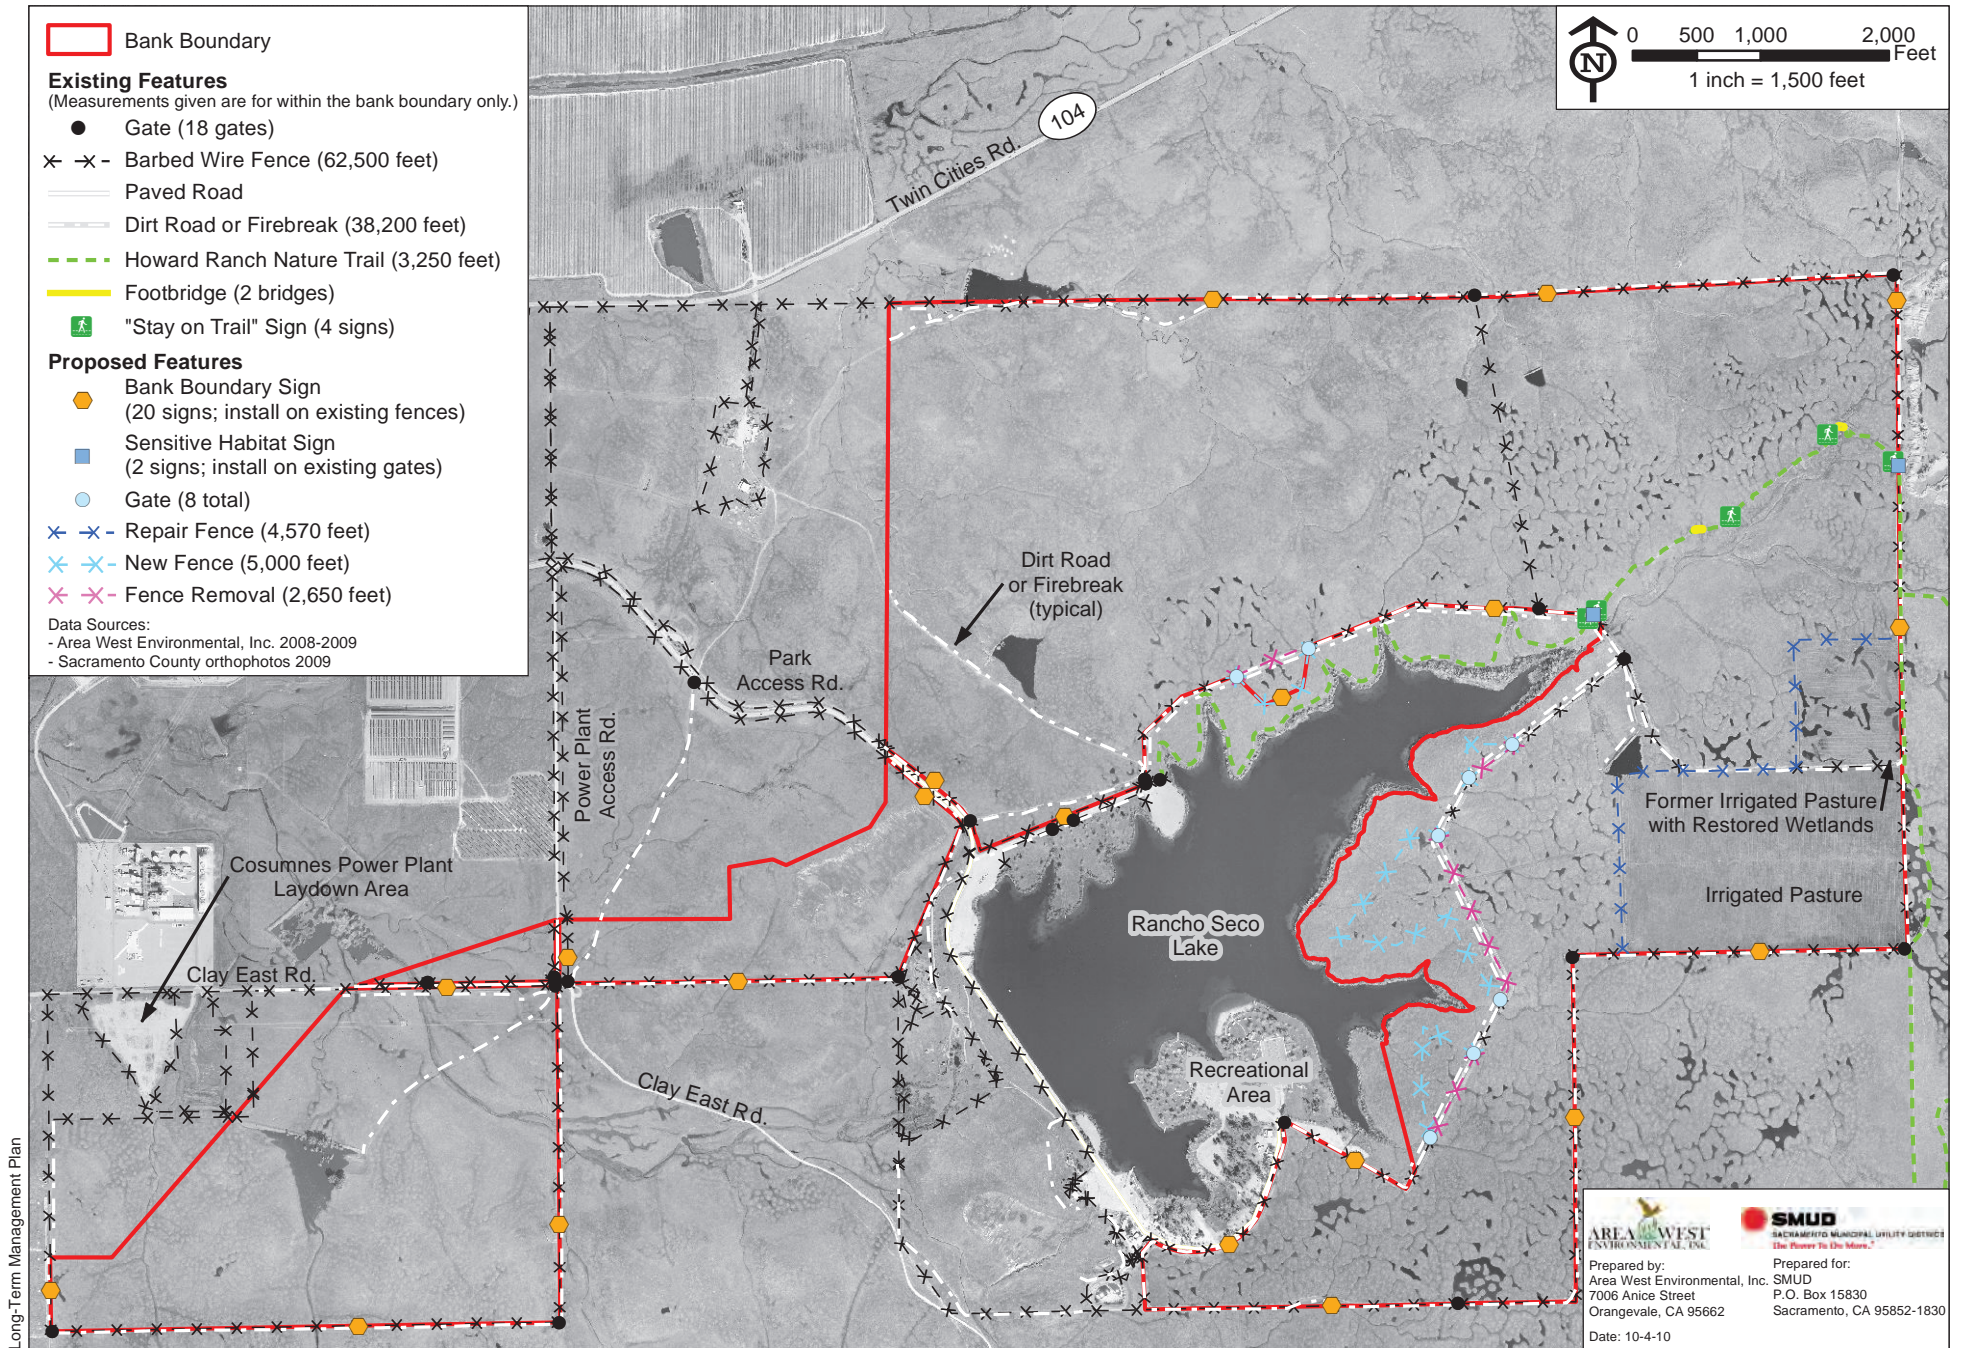 Bank Boundary
Existing Features
(Measurements given are for within the bank boundary only.)
Gate (18 gates)
Barbed Wire Fence (62,500 feet)
Paved Road
Dirt Road or Firebreak (38,200 feet)
Howard Ranch Nature Trail (3,250 feet)
Footbridge (2 bridges)
"Stay on Trail" Sign (4 signs)
Proposed Features
Bank Boundary Sign
(20 signs; install on existing fences)
Sensitive Habitat Sign
(2 signs; install on existing gates)
Gate (8 total)
Repair Fence (4,570 feet)
New Fence (5,000 feet)
Fence Removal (2,650 feet)
Data Sources:
- Area West Environmental, Inc. 2008-2009
- Sacramento County orthophotos 2009
N
0 500 1,000 2,000
Feet
1 inch = 1,500 feet
104
Twin Cities Rd.
Dirt Road
or Firebreak
(typical)
Park
Access Rd.
Power Plant
Access Rd.
Cosumnes Power Plant
Laydown Area
Clay East Rd.
Clay East Rd.
Rancho Seco
Lake
Recreational
Area
Former Irrigated Pasture
with Restored Wetlands
Irrigated Pasture
Long-Term Management Plan
AREA WEST
ENVIRONMENTAL, INC.
SMUD
SACRAMENTO MUNICIPAL UTILITY DISTRICT
The Power To Do More.
Prepared by:
Area West Environmental, Inc.
7006 Anice Street
Orangevale, CA 95662
Date: 10-4-10
Prepared for:
SMUD
P.O. Box 15830
Sacramento, CA 95852-1830